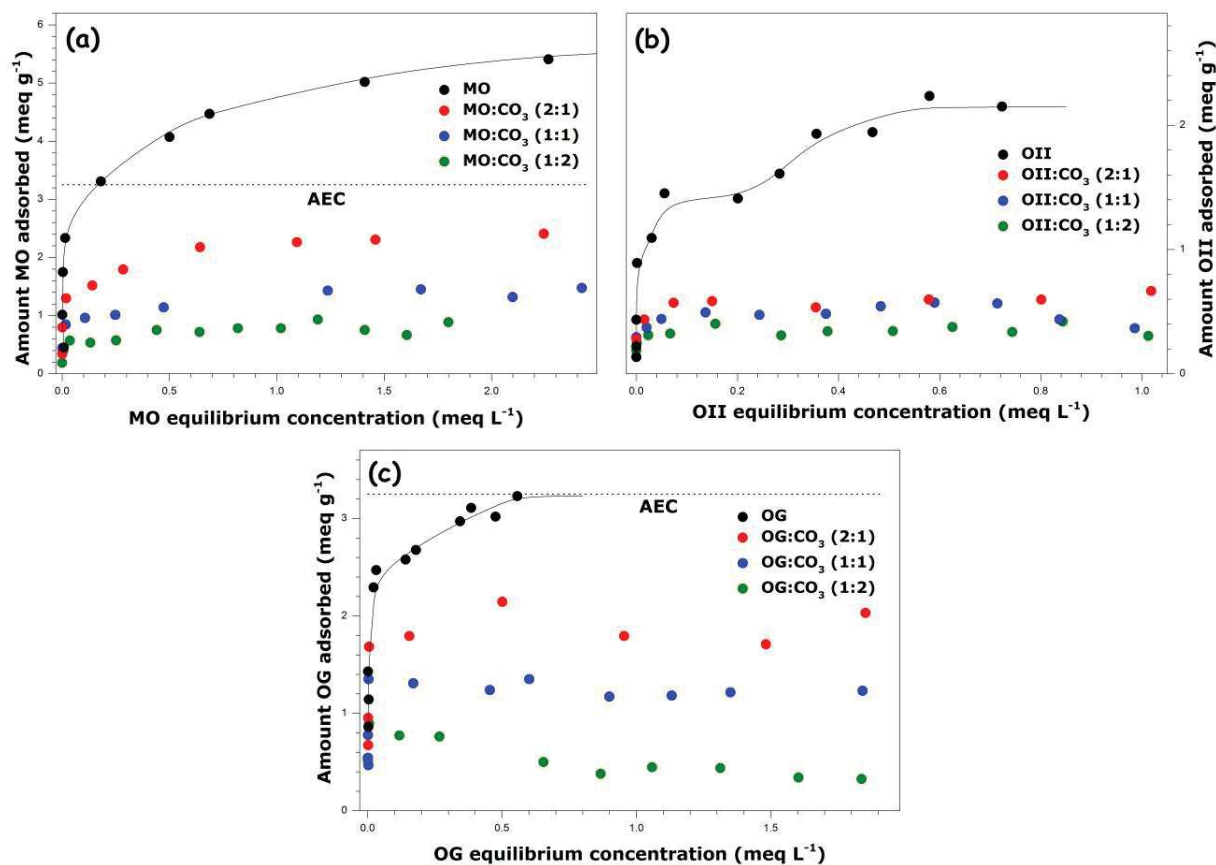 (a)
Amount MO adsorbed (meq g⁻¹)
6
5
4
3
2
1
0
MO
MO:CO₃ (2:1)
MO:CO₃ (1:1)
MO:CO₃ (1:2)
AEC
0.0 0.5 1.0 1.5 2.0
MO equilibrium concentration (meq L⁻¹)
(b)
OII
OII:CO₃ (2:1)
OII:CO₃ (1:1)
OII:CO₃ (1:2)
2
1
0
Amount OII adsorbed (meq g⁻¹)
0.0 0.2 0.4 0.6 0.8 1.0
OII equilibrium concentration (meq L⁻¹)
(c)
Amount OG adsorbed (meq g⁻¹)
3
2
1
0
AEC
OG
OG:CO₃ (2:1)
OG:CO₃ (1:1)
OG:CO₃ (1:2)
0.0 0.5 1.0 1.5
OG equilibrium concentration (meq L⁻¹)